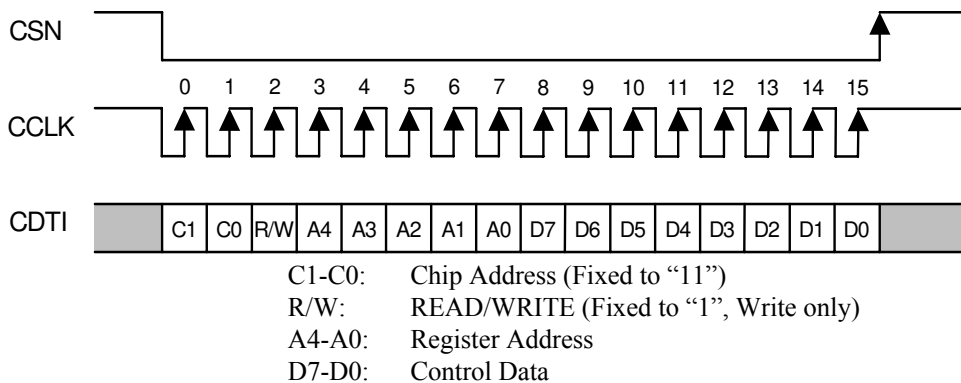 CSN
0 1 2 3 4 5 6 7 8 9 10 11 12 13 14 15
CCLK
CDTI C1 C0 R/W A4 A3 A2 A1 A0 D7 D6 D5 D4 D3 D2 D1 D0
C1-C0: Chip Address (Fixed to “11”)
R/W: READ/WRITE (Fixed to “1”, Write only)
A4-A0: Register Address
D7-D0: Control Data